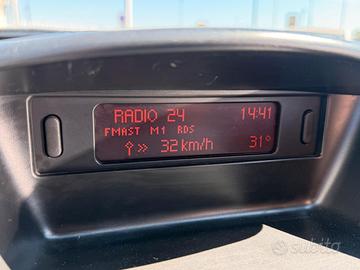 RADIO 24 14:41
FMAST M1 RDS
>> 32 km/h 31°
subito